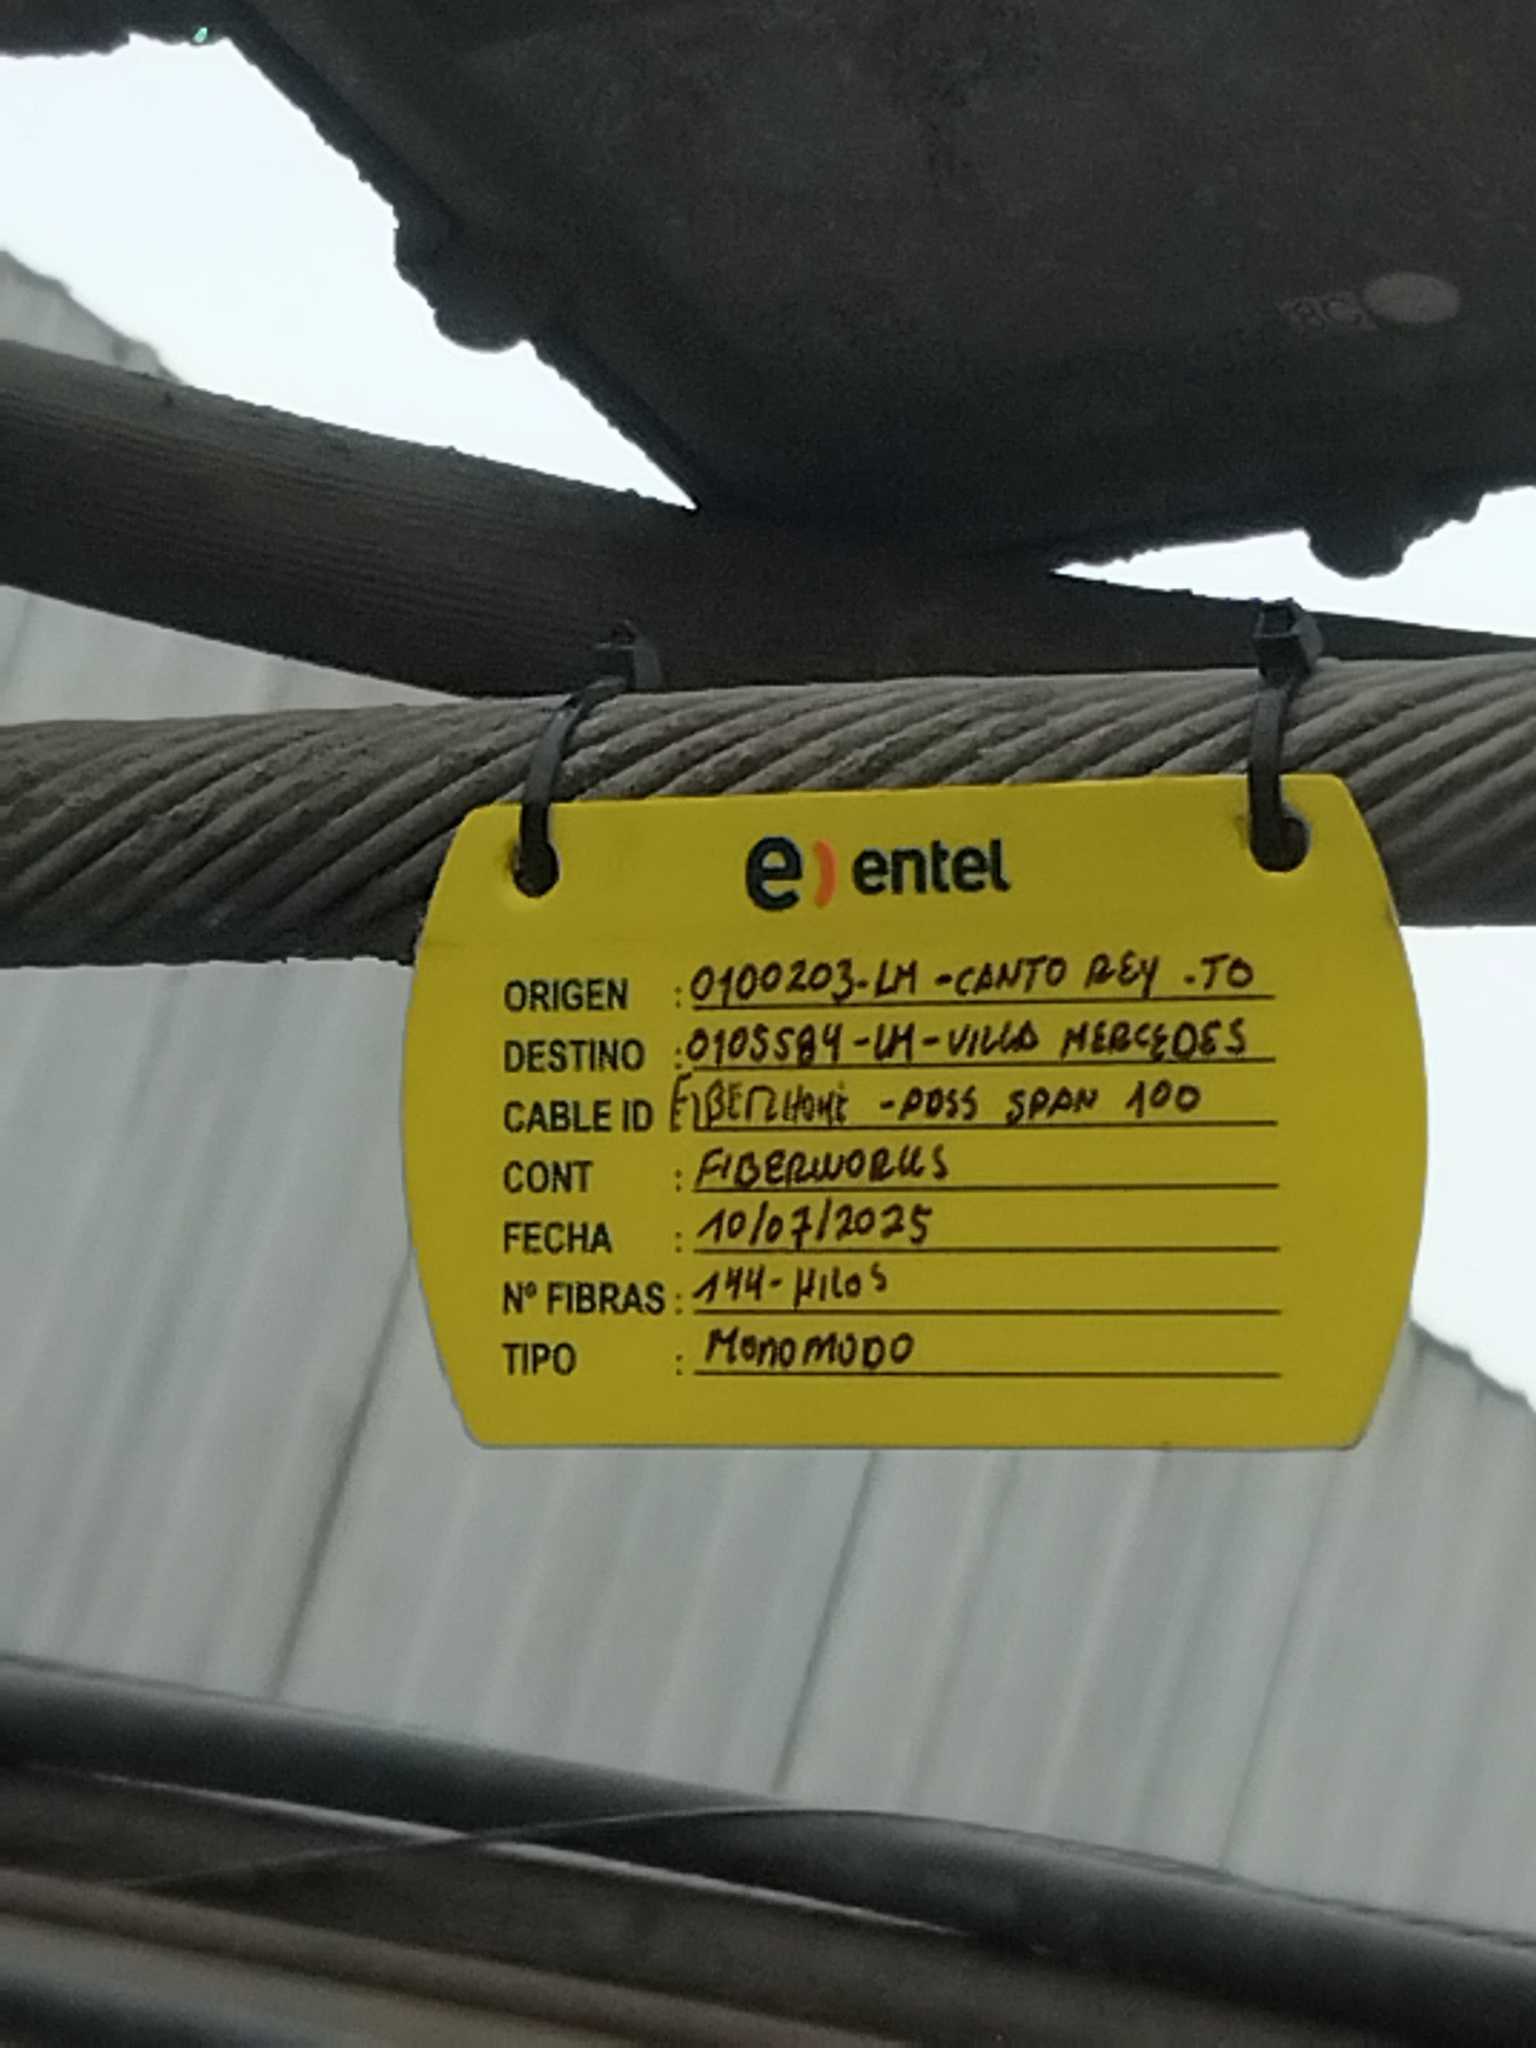 e) entel
ORIGEN : 0100203-LM-CANTO REY -TO
DESTINO : 0105584-LM-VILLA MERCEDES
CABLE ID FIBERHOME -ADSS SPAN 100
CONT : FIBERWORKS
FECHA : 10/07/2025
Nº FIBRAS : 144-HILOS
TIPO : MONOMODO